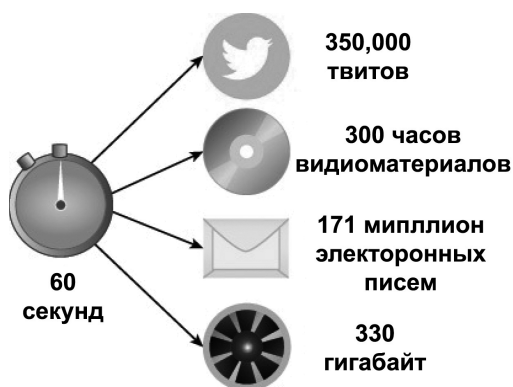 350,000
твитов
300 часов
видиоматериалов
171 мипллион
электоронных
писем
60
секунд
330
гигабайт